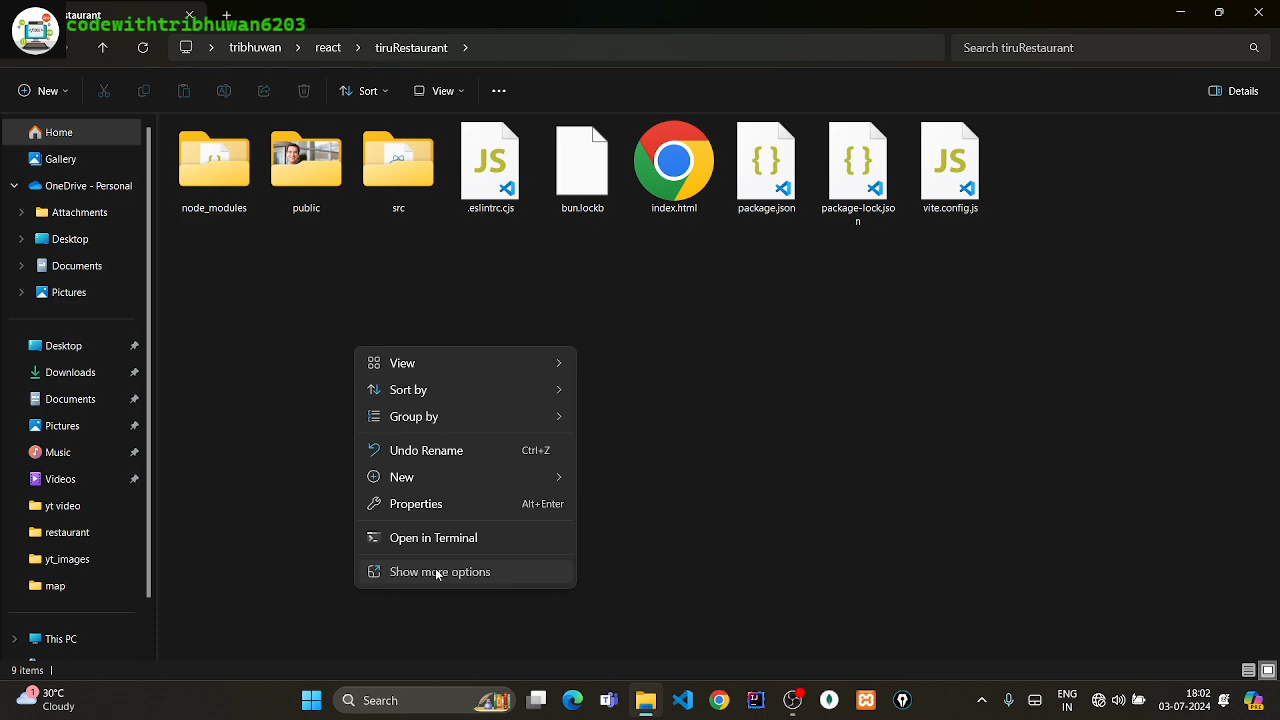 staurant
codewithtribhuwan6203
tribhuwan
react
tiruRestaurant
Search tiruRestaurant
New
Sort
View
Details
Home
Gallery
OneDrive - Personal
Attachments
Desktop
Documents
Pictures
Desktop
Downloads
Documents
Pictures
Music
Videos
yt video
restaurant
yt_images
map
This PC
node_modules
public
src
JS
.eslintrc.cjs
bun.lockb
index.html
{ }
package.json
{ }
package-lock.jso
n
JS
vite.config.js
View
Sort by
Group by
Undo Rename Ctrl+Z
New
Properties Alt+Enter
Open in Terminal
Show more options
9 items
1
30°C
Cloudy
Search
ENG
IN
18:02
03-07-2024